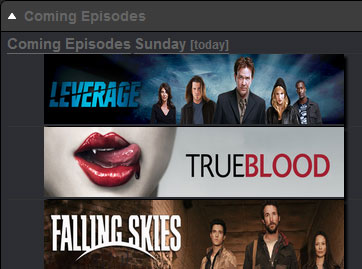 Coming Episodes
Coming Episodes Sunday [today]
LEVERAGE
TRUEBLOOD
FALLING SKIES